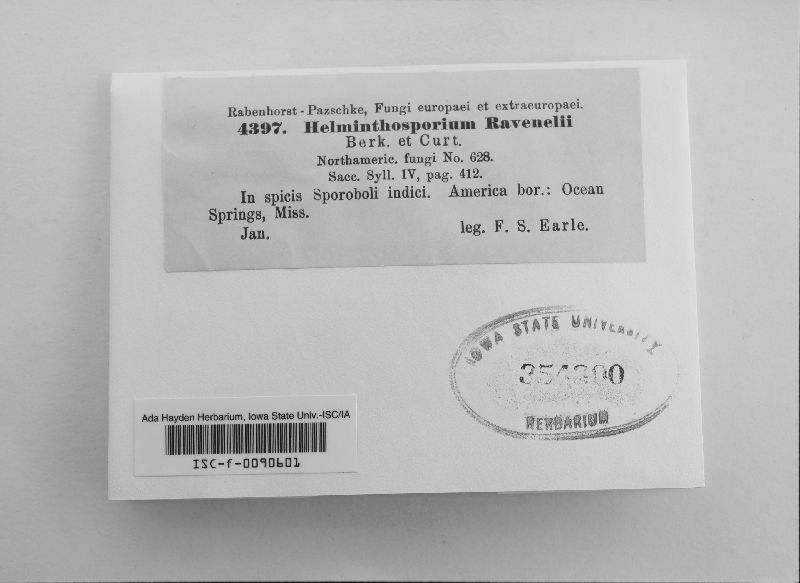 Rabenhorst - Pazschke, Fungi europaei et extraeuropaei.
4397. Helminthosporium Ravenelii
Berk. et Curt.
Northameric. fungi No. 628.
Sacc. Syll. IV, pag. 412.
In spicis Sporoboli indici. America bor.: Ocean
Springs, Miss.
Jan. leg. F. S. Earle.
IOWA STATE UNIVERSITY
HERBARIUM
Ada Hayden Herbarium, Iowa State Univ.-ISC/IA
ISC-f-0090601